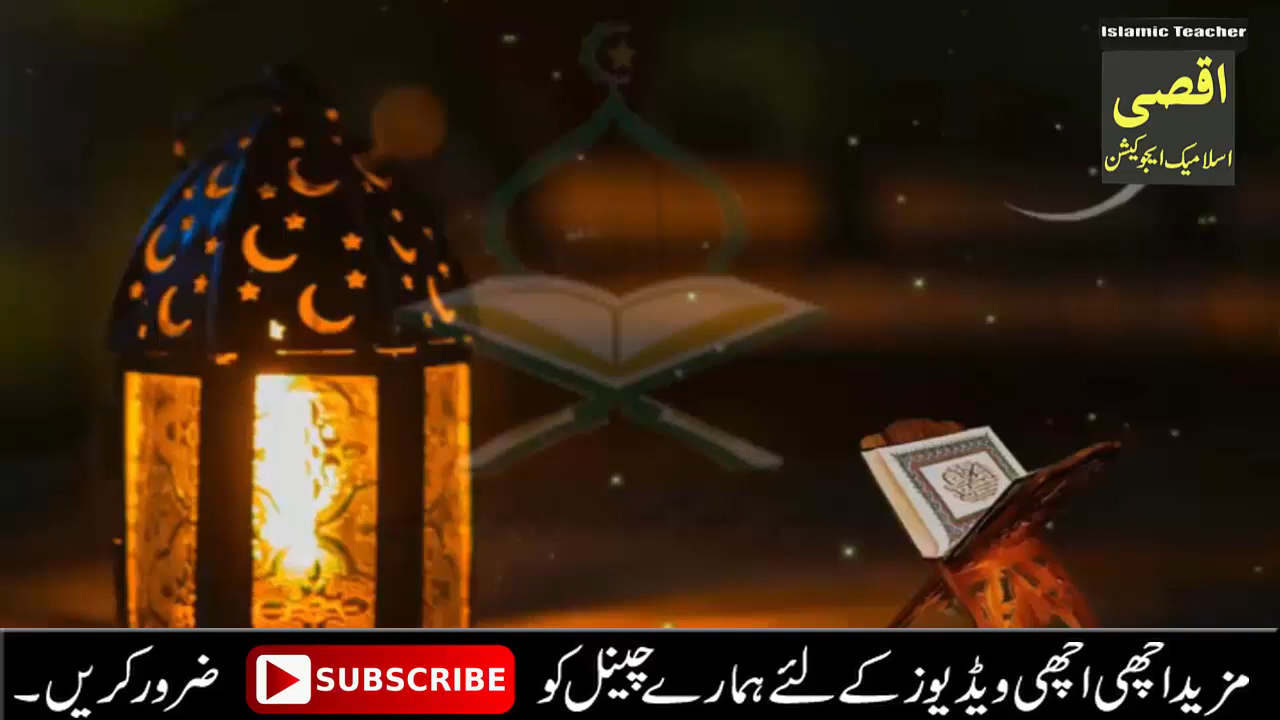 Islamic Teacher
اقصی
اسلامیک ایجوکیشن
مزید اچھی اچھی ویڈیوز کے لئے ہمارے چینل کو SUBSCRIBE ضرور کریں۔